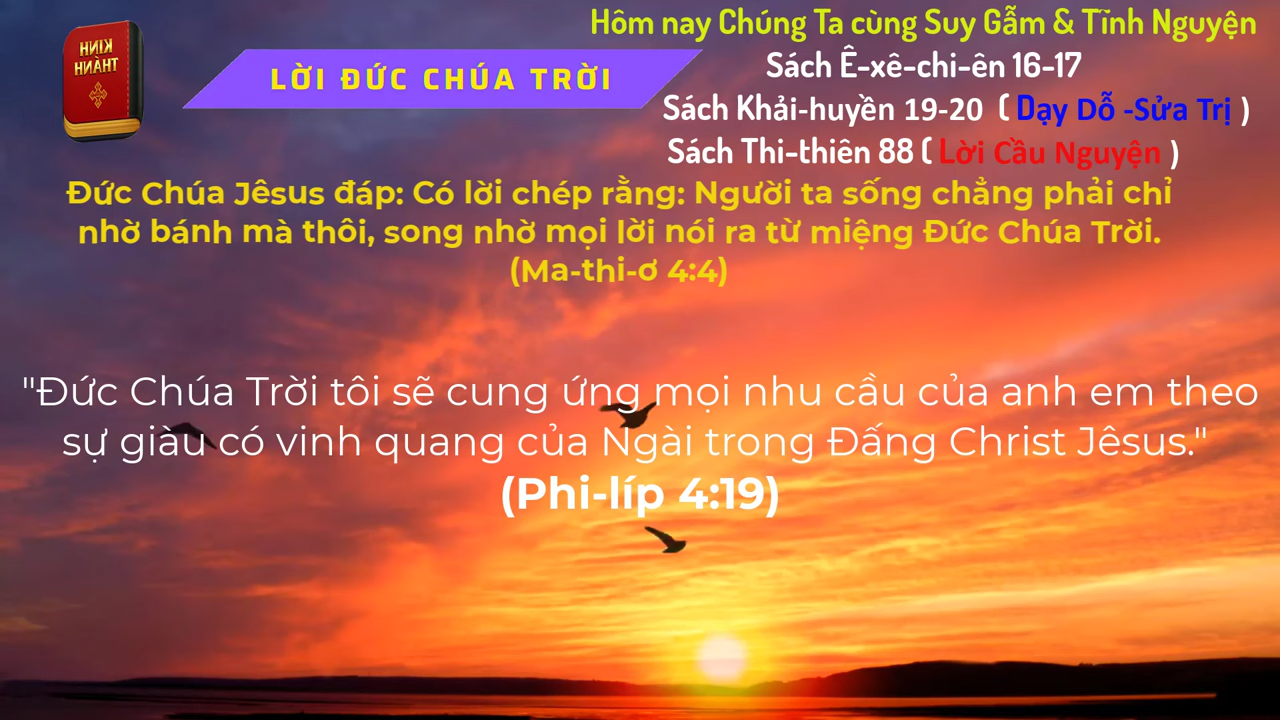 KINH
THÁNH
LỜI ĐỨC CHÚA TRỜI
Hôm nay Chúng Ta cùng Suy Gẫm & Tĩnh Nguyện
Sách Ê-xê-chi-ên 16-17
Sách Khải-huyền 19-20 ( Dạy Dỗ -Sửa Trị )
Sách Thi-thiên 88 ( Lời Cầu Nguyện )
Đức Chúa Jêsus đáp: Có lời chép rằng: Người ta sống chẳng phải chỉ
nhờ bánh mà thôi, song nhờ mọi lời nói ra từ miệng Đức Chúa Trời.
(Ma-thi-ơ 4:4)
"Đức Chúa Trời tôi sẽ cung ứng mọi nhu cầu của anh em theo
sự giàu có vinh quang của Ngài trong Đấng Christ Jêsus."
(Phi-líp 4:19)